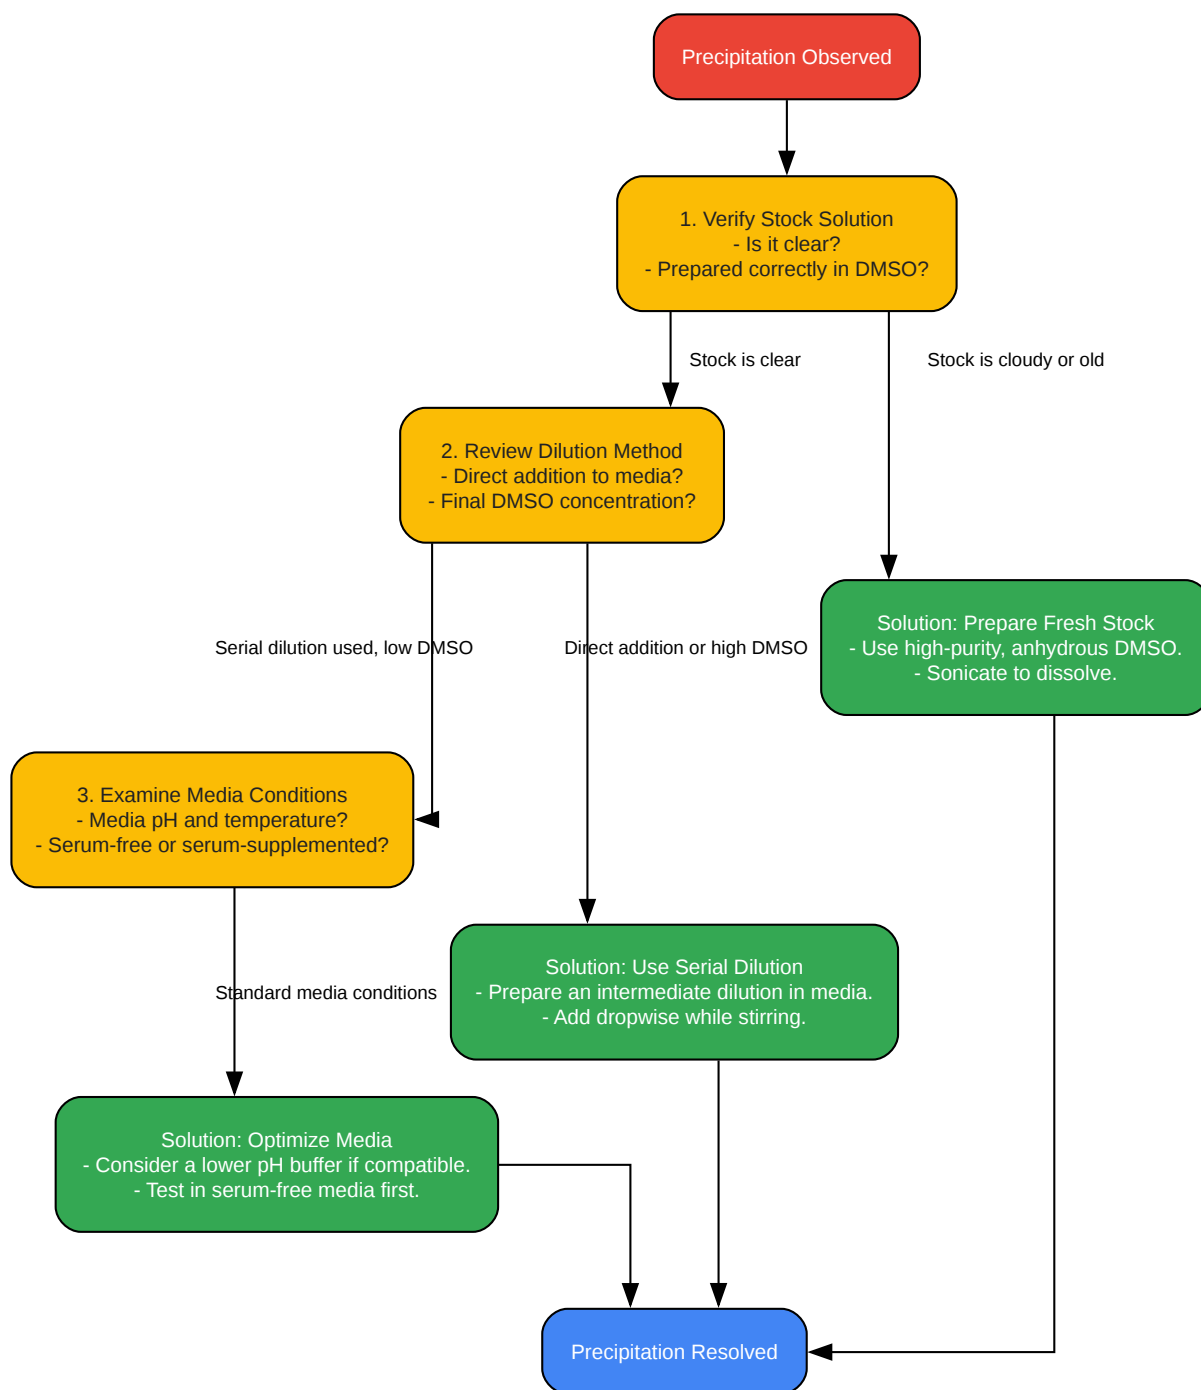 Precipitation Observed
1. Verify Stock Solution
- Is it clear?
- Prepared correctly in DMSO?
Stock is clear
Stock is cloudy or old
2. Review Dilution Method
- Direct addition to media?
- Final DMSO concentration?
Serial dilution used, low DMSO
Direct addition or high DMSO
Solution: Prepare Fresh Stock
- Use high-purity, anhydrous DMSO.
- Sonicate to dissolve.
3. Examine Media Conditions
- Media pH and temperature?
- Serum-free or serum-supplemented?
Standard media conditions
Solution: Use Serial Dilution
- Prepare an intermediate dilution in media.
- Add dropwise while stirring.
Solution: Optimize Media
- Consider a lower pH buffer if compatible.
- Test in serum-free media first.
Precipitation Resolved